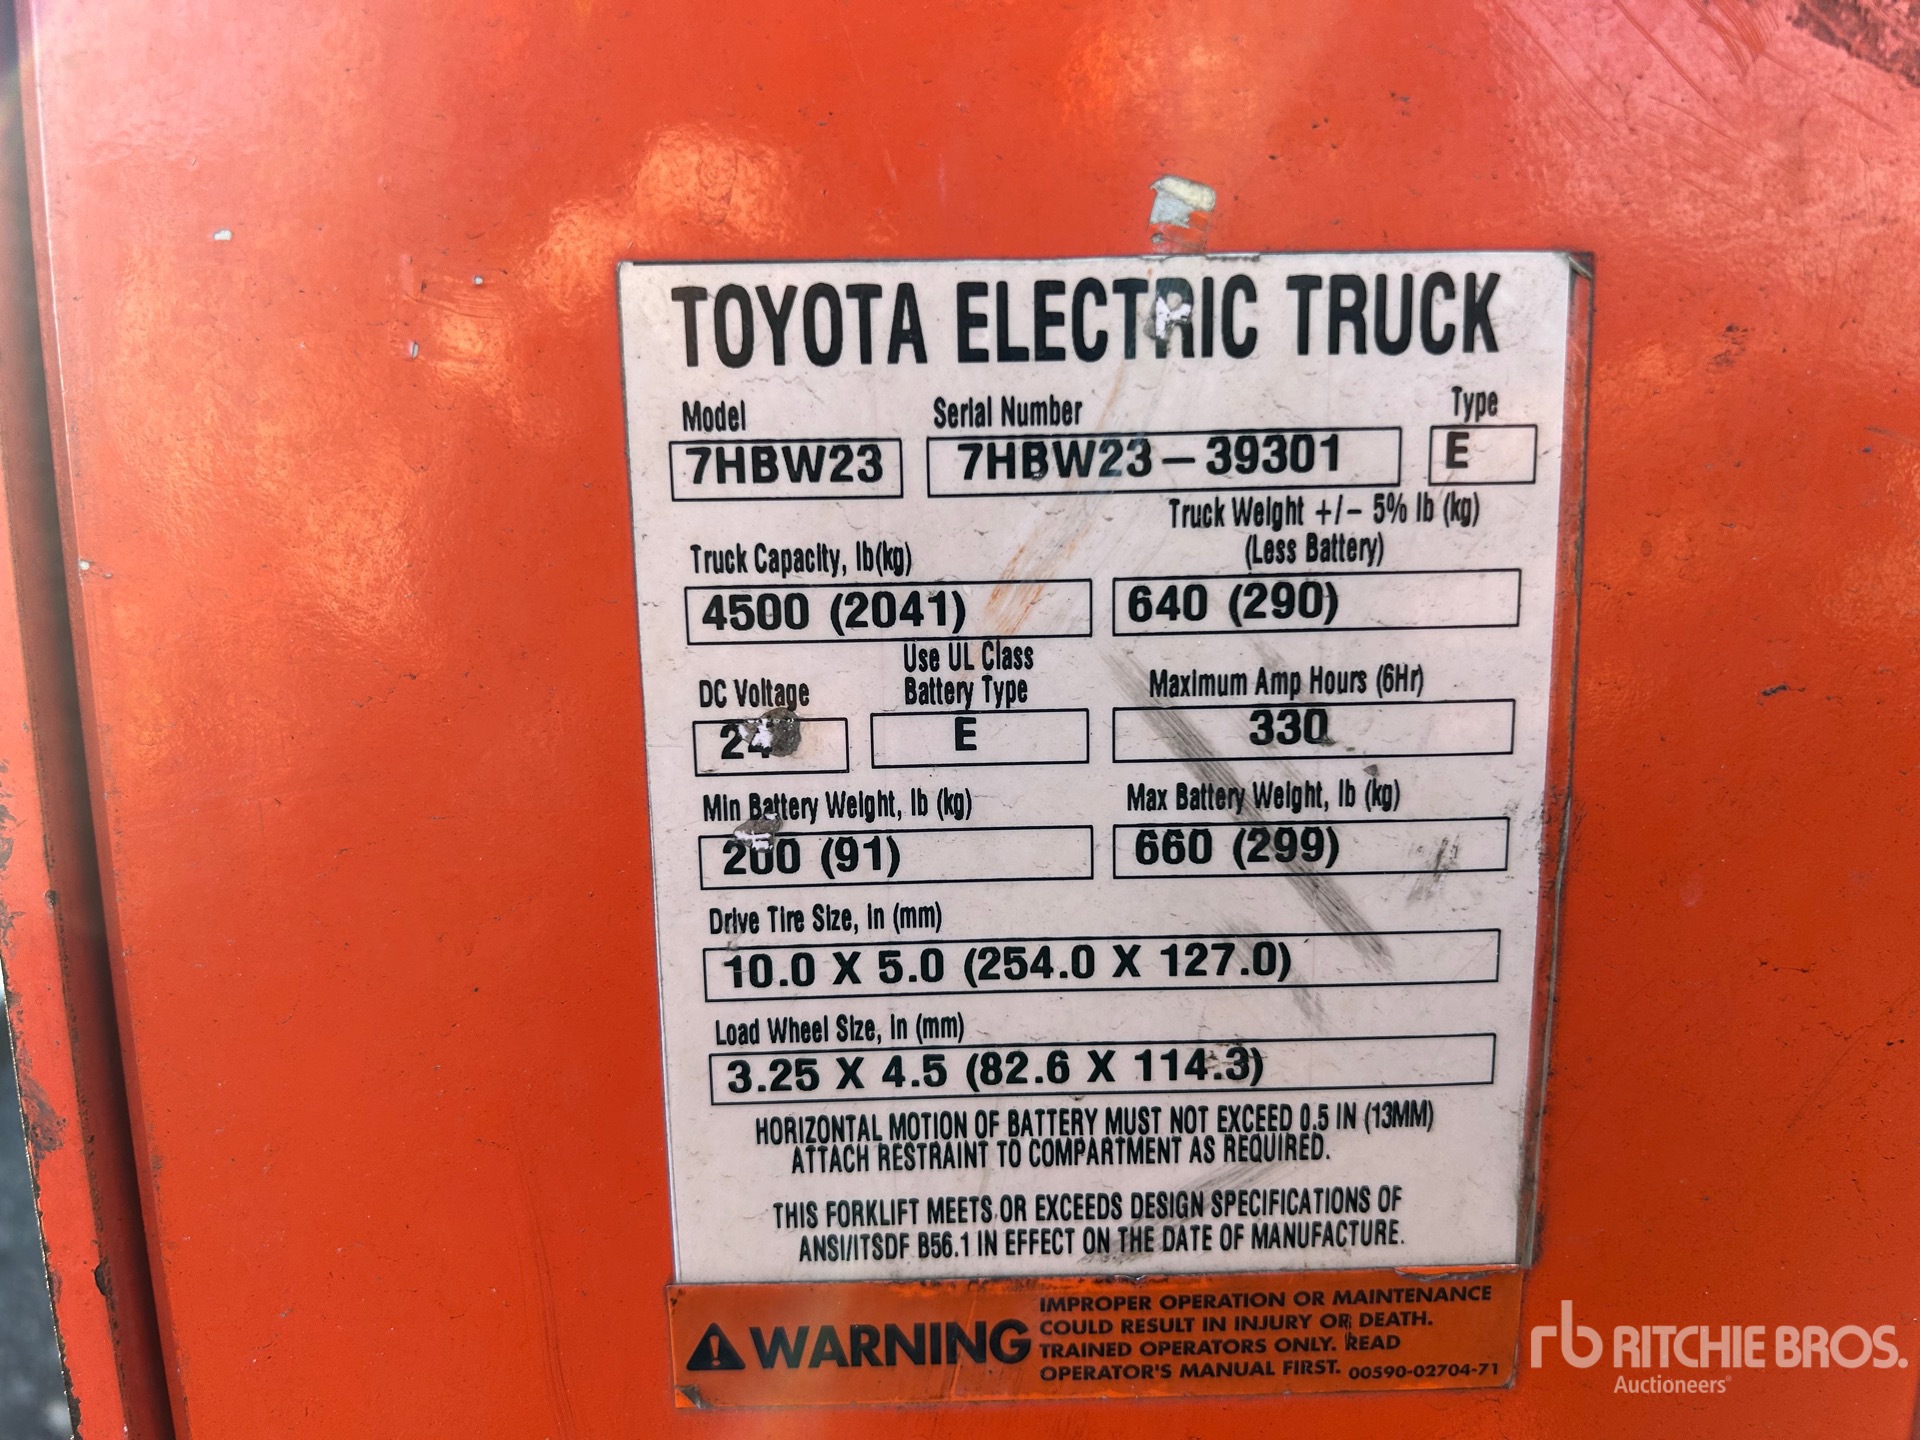 TOYOTA ELECTRIC TRUCK
Model Serial Number Type
7HBW23 7HBW23-39301 E
Truck Capacity, lb(kg) Truck Weight +/- 5% lb (kg)
(Less Battery)
4500 (2041) 640 (290)
DC Voltage Use UL Class
Battery Type Maximum Amp Hours (6Hr)
24 E 330
Min Battery Weight, lb (kg) Max Battery Weight, lb (kg)
200 (91) 660 (299)
Drive Tire Size, in (mm)
10.0 X 5.0 (254.0 X 127.0)
Load Wheel Size, in (mm)
3.25 X 4.5 (82.6 X 114.3)
HORIZONTAL MOTION OF BATTERY MUST NOT EXCEED 0.5 IN (13MM)
ATTACH RESTRAINT TO COMPARTMENT AS REQUIRED.
THIS FORKLIFT MEETS OR EXCEEDS DESIGN SPECIFICATIONS OF
ANSI/ITSDF B56.1 IN EFFECT ON THE DATE OF MANUFACTURE.
WARNING
IMPROPER OPERATION OR MAINTENANCE
COULD RESULT IN INJURY OR DEATH.
TRAINED OPERATORS ONLY. READ
OPERATOR'S MANUAL FIRST. 00590-02704-71
rb RITCHIE BROS.
Auctioneers